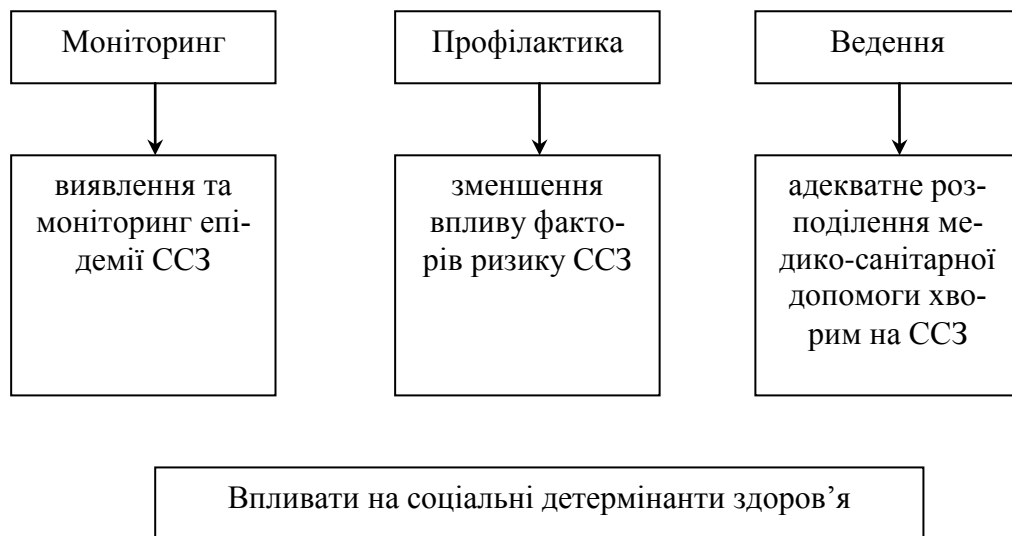 Моніторинг
Профілактика
Ведення
виявлення та
моніторинг епі-
демії ССЗ
зменшення
впливу факто-
рів ризику ССЗ
адекватне роз-
поділення ме-
дико-санітарної
допомоги хво-
рим на ССЗ
Впливати на соціальні детермінанти здоров’я